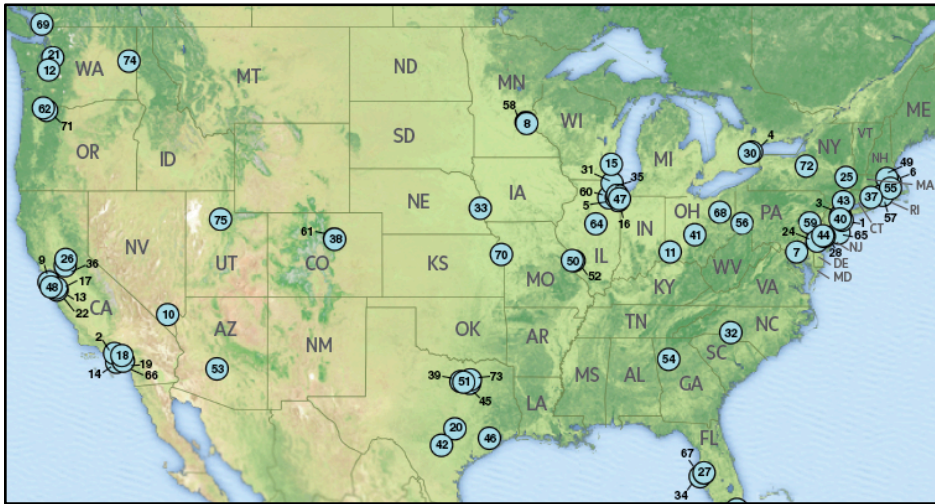 69
21
WA
74
12
MT
ND
MN
58
8
WI
ME
62
71
OR
ID
SD
MI
4
30
NY
VT
NH
49
6
15
72
25
MA
31
35
55
60
47
37
43
RI
5
16
3
57
NE
IA
33
CT
75
61
38
64
IN
OH
68
56
PA
59
40
1
65
41
24
44
NJ
28
9
26
36
NV
UT
CO
KS
70
IL
50
52
11
WV
7
DE
MD
48
17
13
22
CA
MO
KY
VA
10
2
18
19
14
66
AZ
NM
OK
AR
TN
NC
32
SC
53
54
39
51
73
45
MS
AL
GA
LA
20
42
46
FL
67
27
34